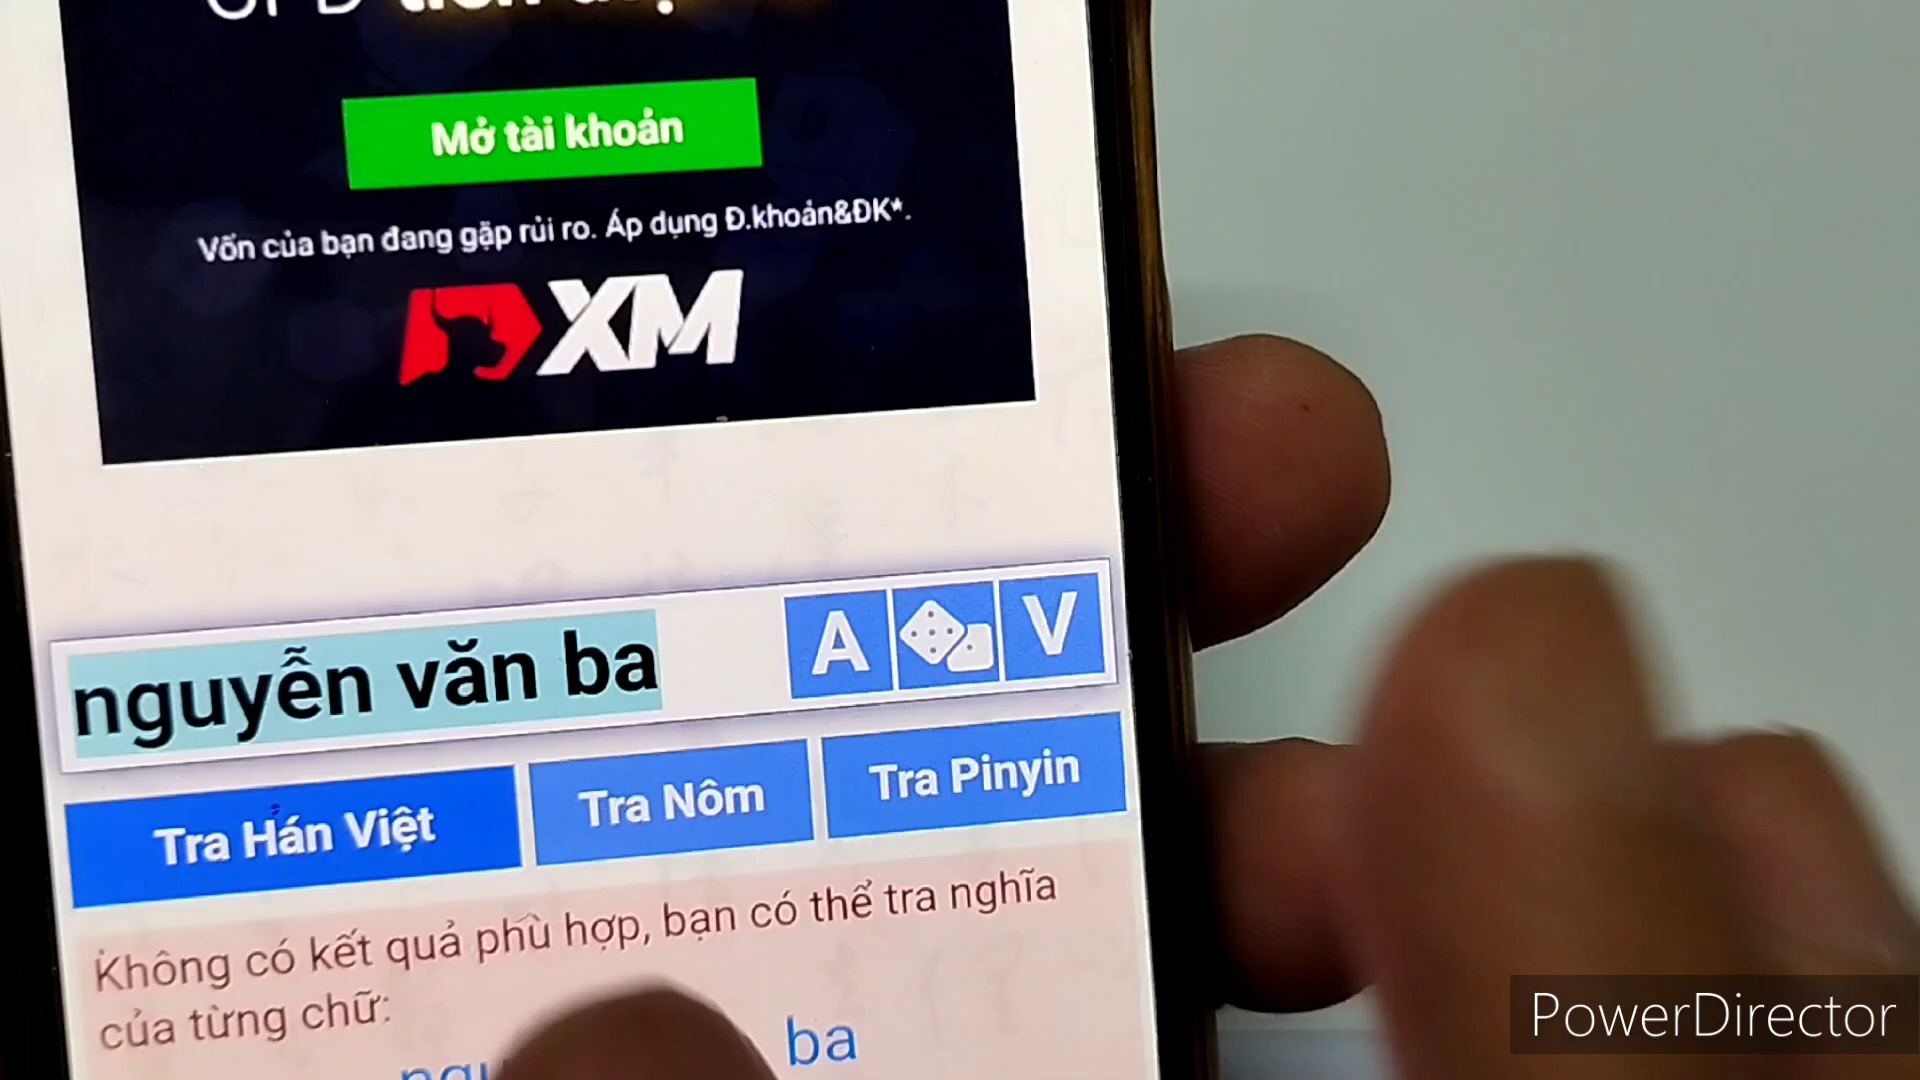 Mở tài khoản
Vốn của bạn đang gặp rủi ro. Áp dụng Đ.khoản&ĐK*.
XM
nguyễn văn ba
A
V
Tra Hán Việt
Tra Nôm
Tra Pinyin
Không có kết quả phù hợp, bạn có thể tra nghĩa
của từng chữ:
ba
PowerDirector